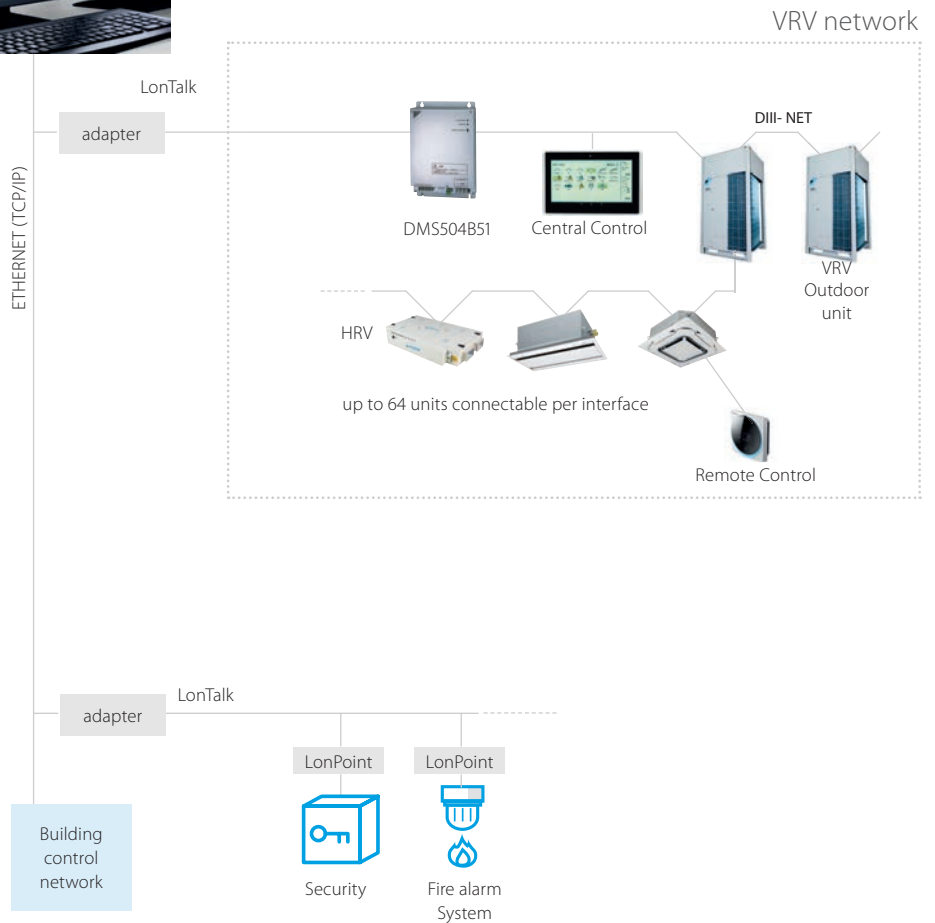 VRV network
LonTalk
adapter
DIII- NET
ETHERNET (TCP/IP)
DMS504B51
Central Control
VRV
Outdoor
unit
HRV
up to 64 units connectable per interface
Remote Control
LonTalk
adapter
LonPoint
LonPoint
Building
control
network
Security
Fire alarm
System